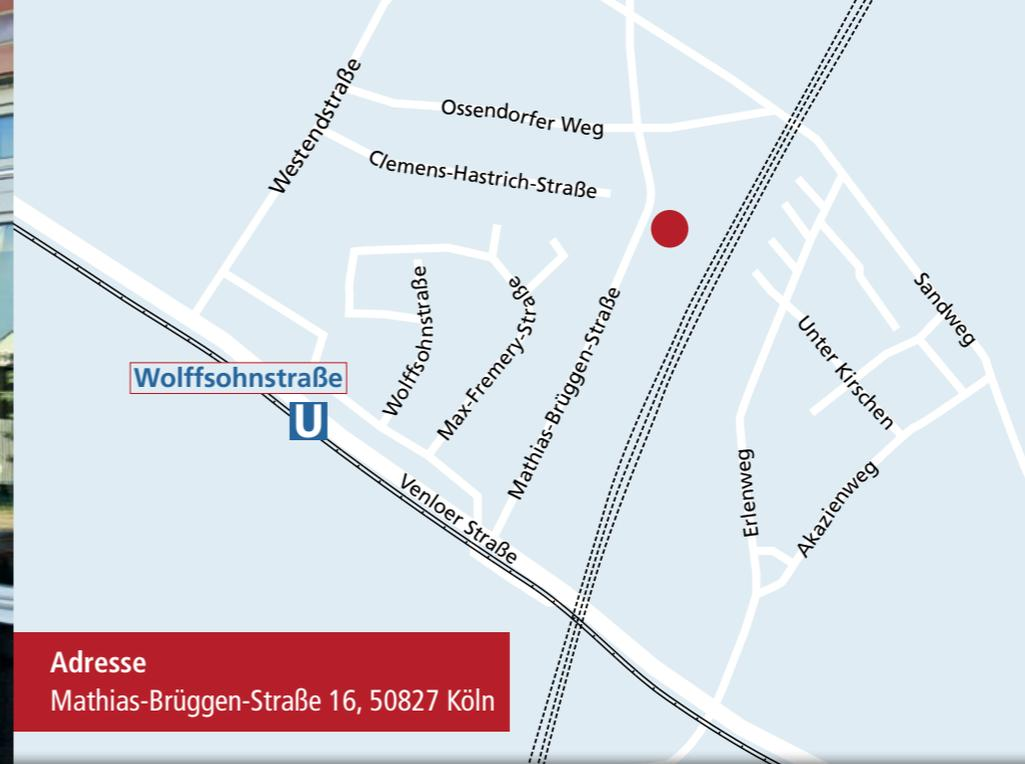 Westendstraße
Ossendorfer Weg
Clemens-Hastrich-Straße
Wolffsohnstraße
Max-Fremery-Straße
Mathias-Brüggen-Straße
Sandweg
Unter Kirschen
Wolffsohnstraße
U
Venloer Straße
Erlenweg
Akazienweg
Adresse
Mathias-Brüggen-Straße 16, 50827 Köln